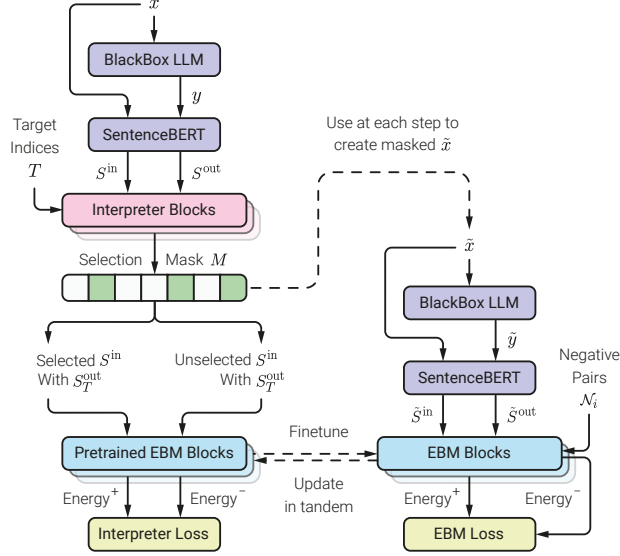 x
BlackBox LLM
y
SentenceBERT
Target
Indices
T
S^in
S^out
Interpreter Blocks
Selection Mask M
Selected S^in
With S_T^out
Unselected S^in
With S_T^out
Pretrained EBM Blocks
Energy^+
Energy^-
Interpreter Loss
Use at each step to
create masked x̃
x̃
BlackBox LLM
ỹ
SentenceBERT
Negative
Pairs
𝒩_i
S̃^in
S̃^out
Finetune
Update
in tandem
EBM Blocks
Energy^+
Energy^-
EBM Loss